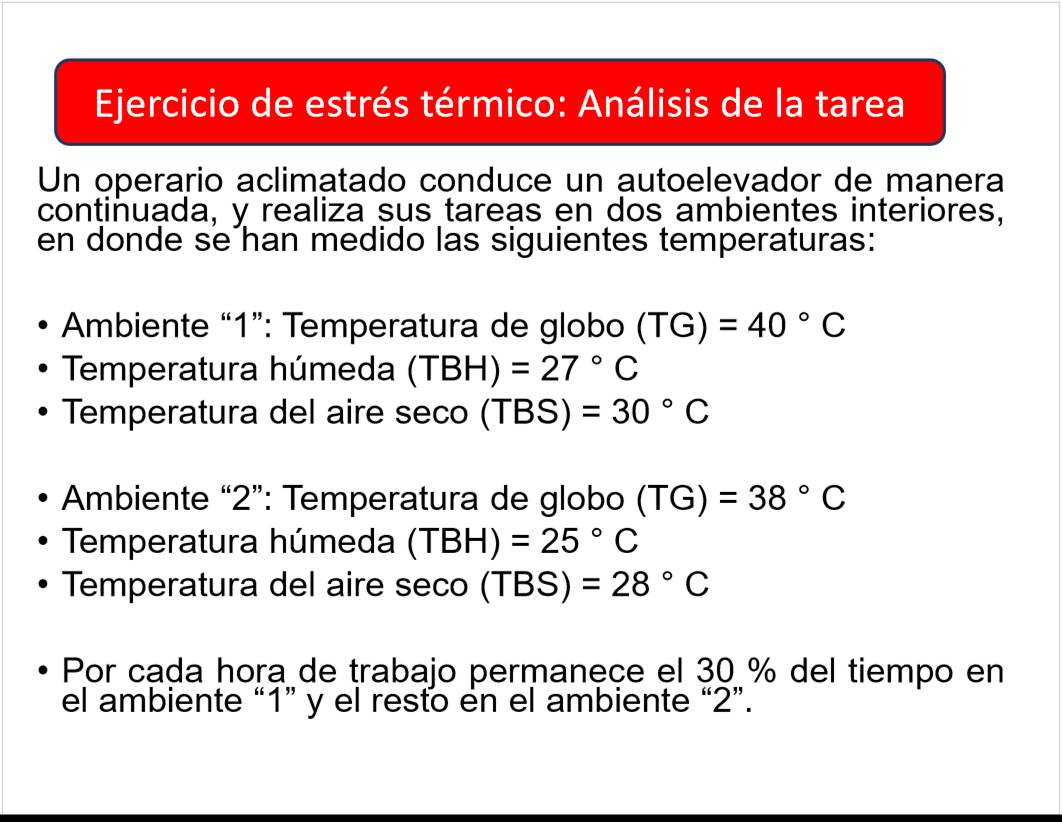 Ejercicio de estrés térmico: Análisis de la tarea
Un operario aclimatado conduce un autoelevador de manera
continuada, y realiza sus tareas en dos ambientes interiores,
en donde se han medido las siguientes temperaturas:
• Ambiente “1”: Temperatura de globo (TG) = 40 ° C
• Temperatura húmeda (TBH) = 27 ° C
• Temperatura del aire seco (TBS) = 30 ° C
• Ambiente “2”: Temperatura de globo (TG) = 38 ° C
• Temperatura húmeda (TBH) = 25 ° C
• Temperatura del aire seco (TBS) = 28 ° C
• Por cada hora de trabajo permanece el 30 % del tiempo en
el ambiente “1” y el resto en el ambiente “2”.